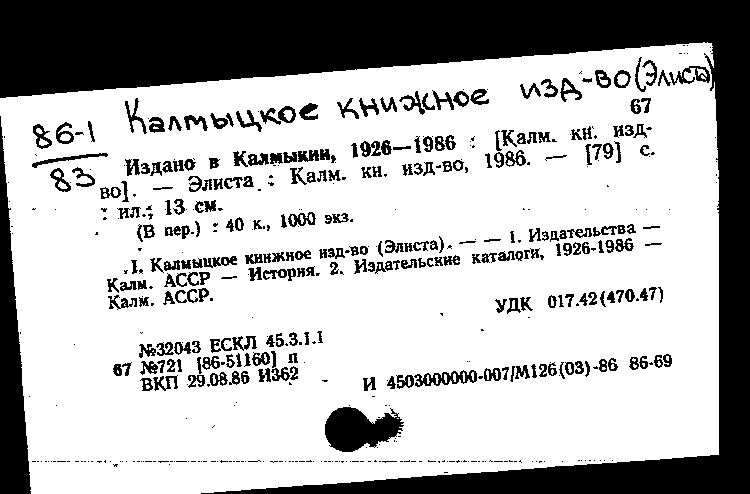 86-1 Калмыцкое книжное изд-во (Элиста)
83
67
Издано в Калмыкии, 1926—1986 : [Калм. кн. изд-
во]. — Элиста : Калм. кн. изд-во, 1986. — [79] с.
: ил.; 13 см.
(В пер.) : 40 к., 1000 экз.
I. Калмыцкое книжное изд-во (Элиста). — — 1. Издательства —
Калм. АССР — История. 2. Издательские каталоги, 1926-1986 —
Калм. АССР.
УДК 017.42(470.47)
№32043 ЕСКЛ 45.3.1.1
67 №721 [86-51160] п
ВКП 29.08.86 И362
И 4503000000-007/М126(03)-86 86-69